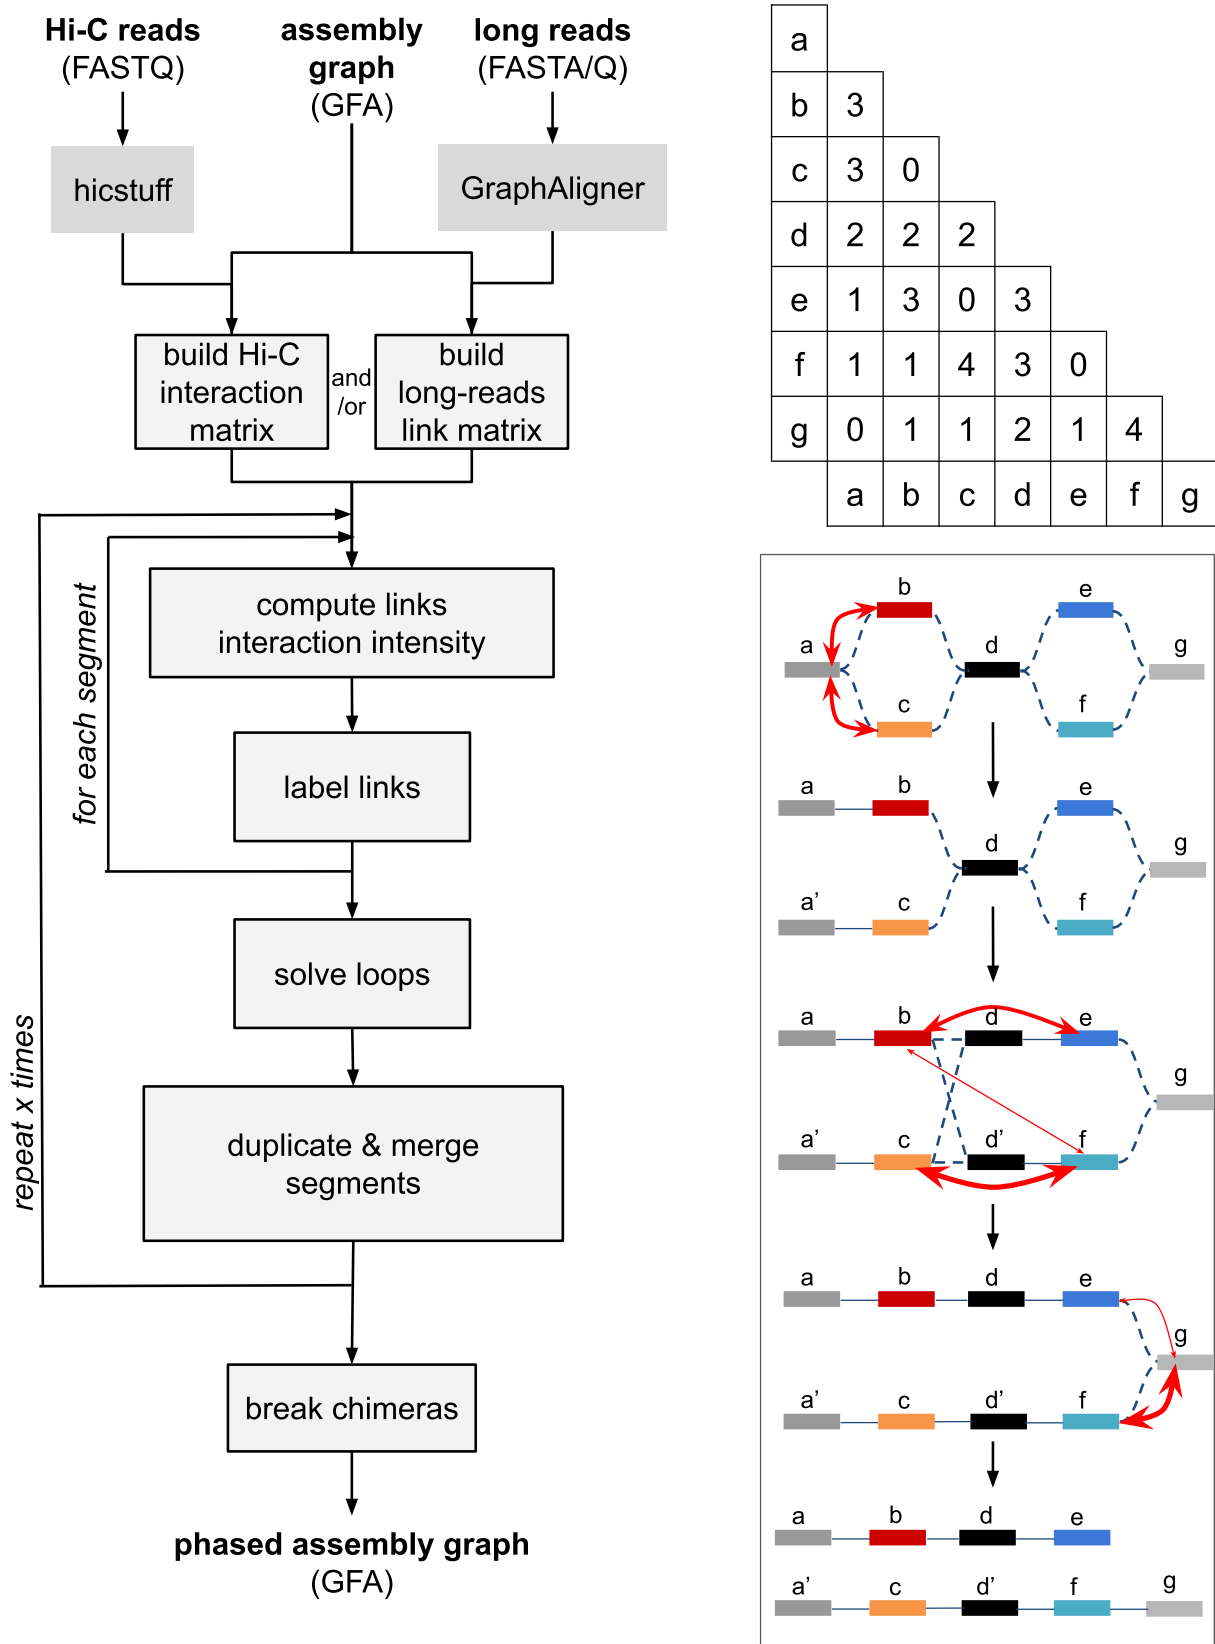 Hi-C reads
(FASTQ)
assembly
graph
(GFA)
long reads
(FASTA/Q)
hicstuff
GraphAligner
build Hi-C
interaction
matrix
and
/or
build
long-reads
link matrix
compute links
interaction intensity
label links
for each segment
solve loops
duplicate & merge
segments
repeat x times
break chimeras
phased assembly graph
(GFA)
a
b 3
c 3 0
d 2 2 2
e 1 3 0 3
f 1 1 4 3 0
g 0 1 1 2 1 4
a b c d e f g
b e
a d g
c f
a b e
d g
a' c f
a b d e
g
a' c d' f
a b d e
g
a' c d' f
a b d e
a' c d' f g